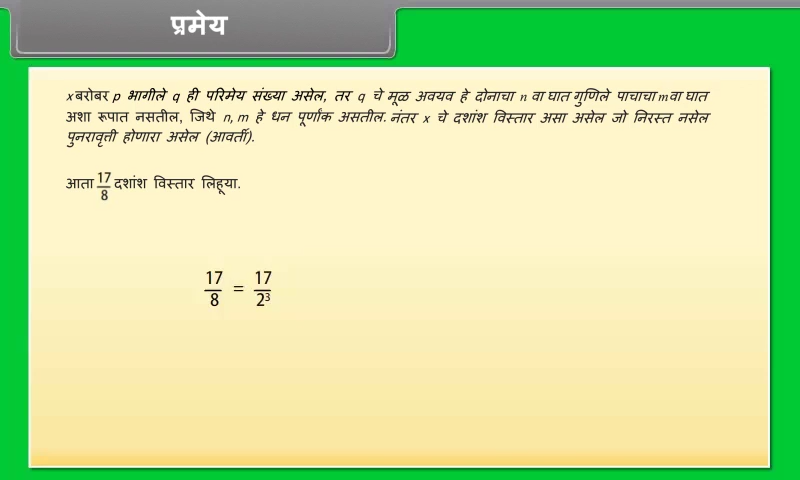 प्रमेय
x बरोबर p भागीले q ही परिमेय संख्या असेल, तर q चे मूळ अवयव हे दोनाचा n वा घात गुणिले पाचाचा m वा घात
अशा रूपात नसतील, जिथे n, m हे धन पूर्णांक असतील. नंतर x चे दशांश विस्तार असा असेल जो निरस्त नसेल
पुनरावृत्ती होणारा असेल (आवर्ती).
आता 17/8 दशांश विस्तार लिहूया.
17/8 = 17/2³